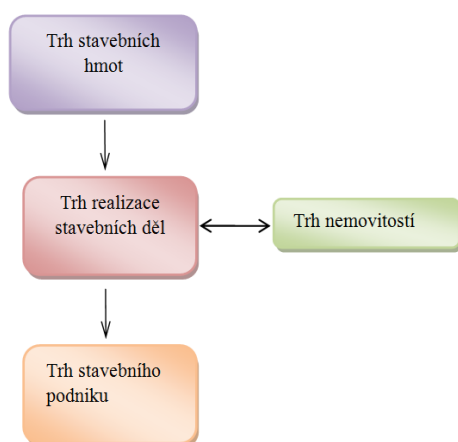 Trh stavebních
hmot
Trh realizace
stavebních děl
Trh nemovitostí
Trh stavebního
podniku